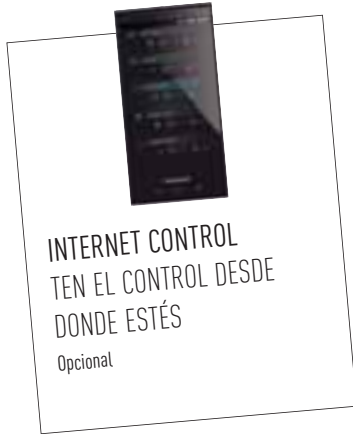 INTERNET CONTROL
TEN EL CONTROL DESDE
DONDE ESTÉS
Opcional